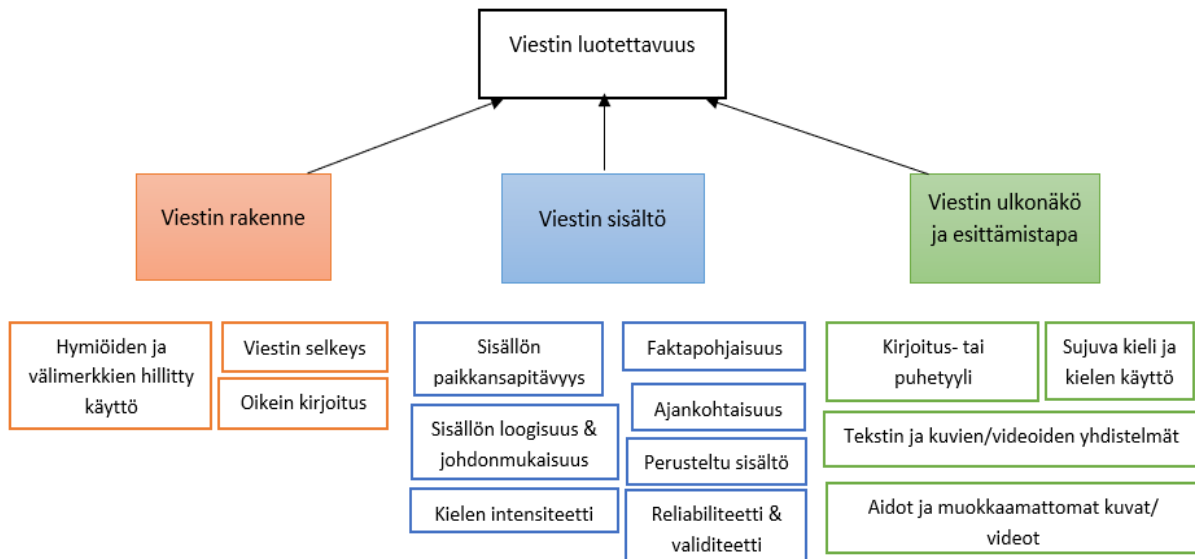 Viestin luotettavuus
Viestin rakenne
Viestin sisältö
Viestin ulkonäkö
ja esittämistapa
Hymiöiden ja
välimerkkien hillitty
käyttö
Viestin selkeys
Oikein kirjoitus
Sisällön
paikkansapitävyys
Sisällön loogisuus &
johdonmukaisuus
Kielen intensiteetti
Faktapohjaisuus
Ajankohtaisuus
Perusteltu sisältö
Reliabiliteetti &
validiteetti
Kirjoitus- tai
puhetyyli
Sujuva kieli ja
kielen käyttö
Tekstin ja kuvien/videoiden yhdistelmät
Aidot ja muokkaamattomat kuvat/
videot